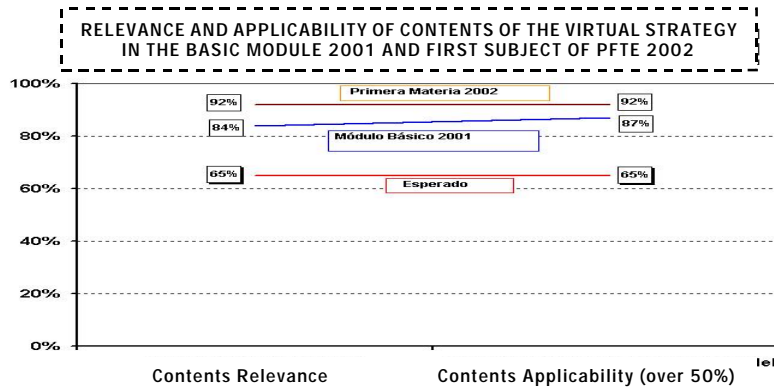 RELEVANCE AND APPLICABILITY OF CONTENTS OF THE VIRTUAL STRATEGY
IN THE BASIC MODULE 2001 AND FIRST SUBJECT OF PFTE 2002
100%
Primera Materia 2002
92%
92%
84%
Módulo Básico 2001
87%
80%
65%
Esperado
65%
60%
40%
20%
0%
Contents Relevance
Contents Applicability (over 50%)